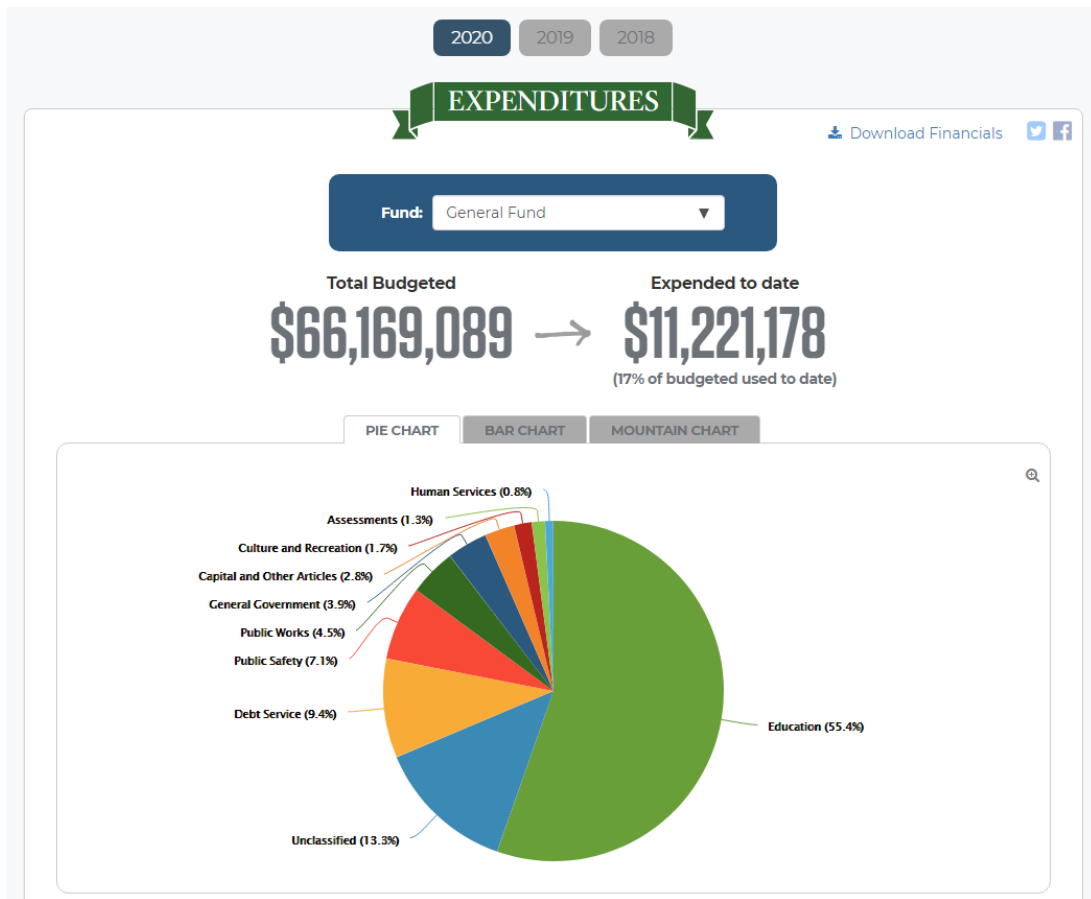 2020 2019 2018
EXPENDITURES
Download Financials
Fund: General Fund
Total Budgeted Expended to date
$66,169,089 $11,221,178
(17% of budgeted used to date)
PIE CHART BAR CHART MOUNTAIN CHART
Human Services (0.8%)
Assessments (1.3%)
Culture and Recreation (1.7%)
Capital and Other Articles (2.8%)
General Government (3.9%)
Public Works (4.5%)
Public Safety (7.1%)
Debt Service (9.4%)
Education (55.4%)
Unclassified (13.3%)